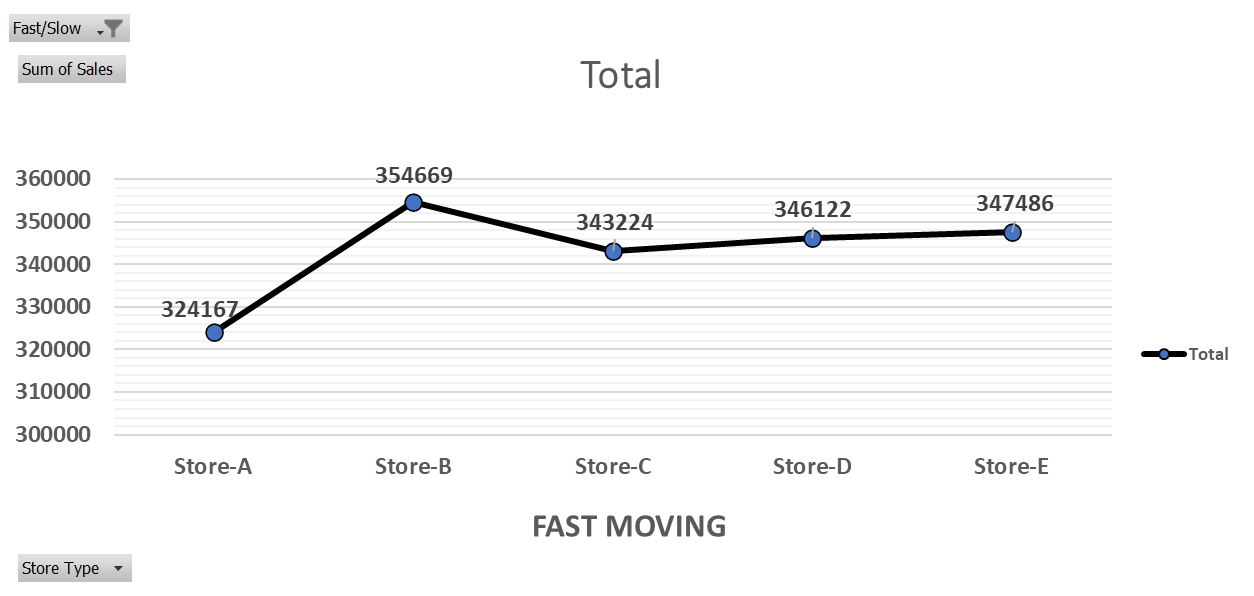 Fast/Slow
Sum of Sales
Total
360000
350000
340000
330000
320000
310000
300000
324167
354669
343224
346122
347486
Total
Store-A Store-B Store-C Store-D Store-E
FAST MOVING
Store Type